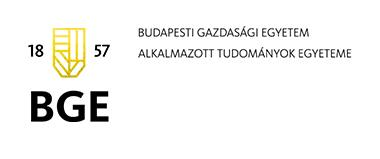 BUDAPESTI GAZDASÁGI EGYETEM
ALKALMAZOTT TUDOMÁNYOK EGYETEME
18 57
BGE